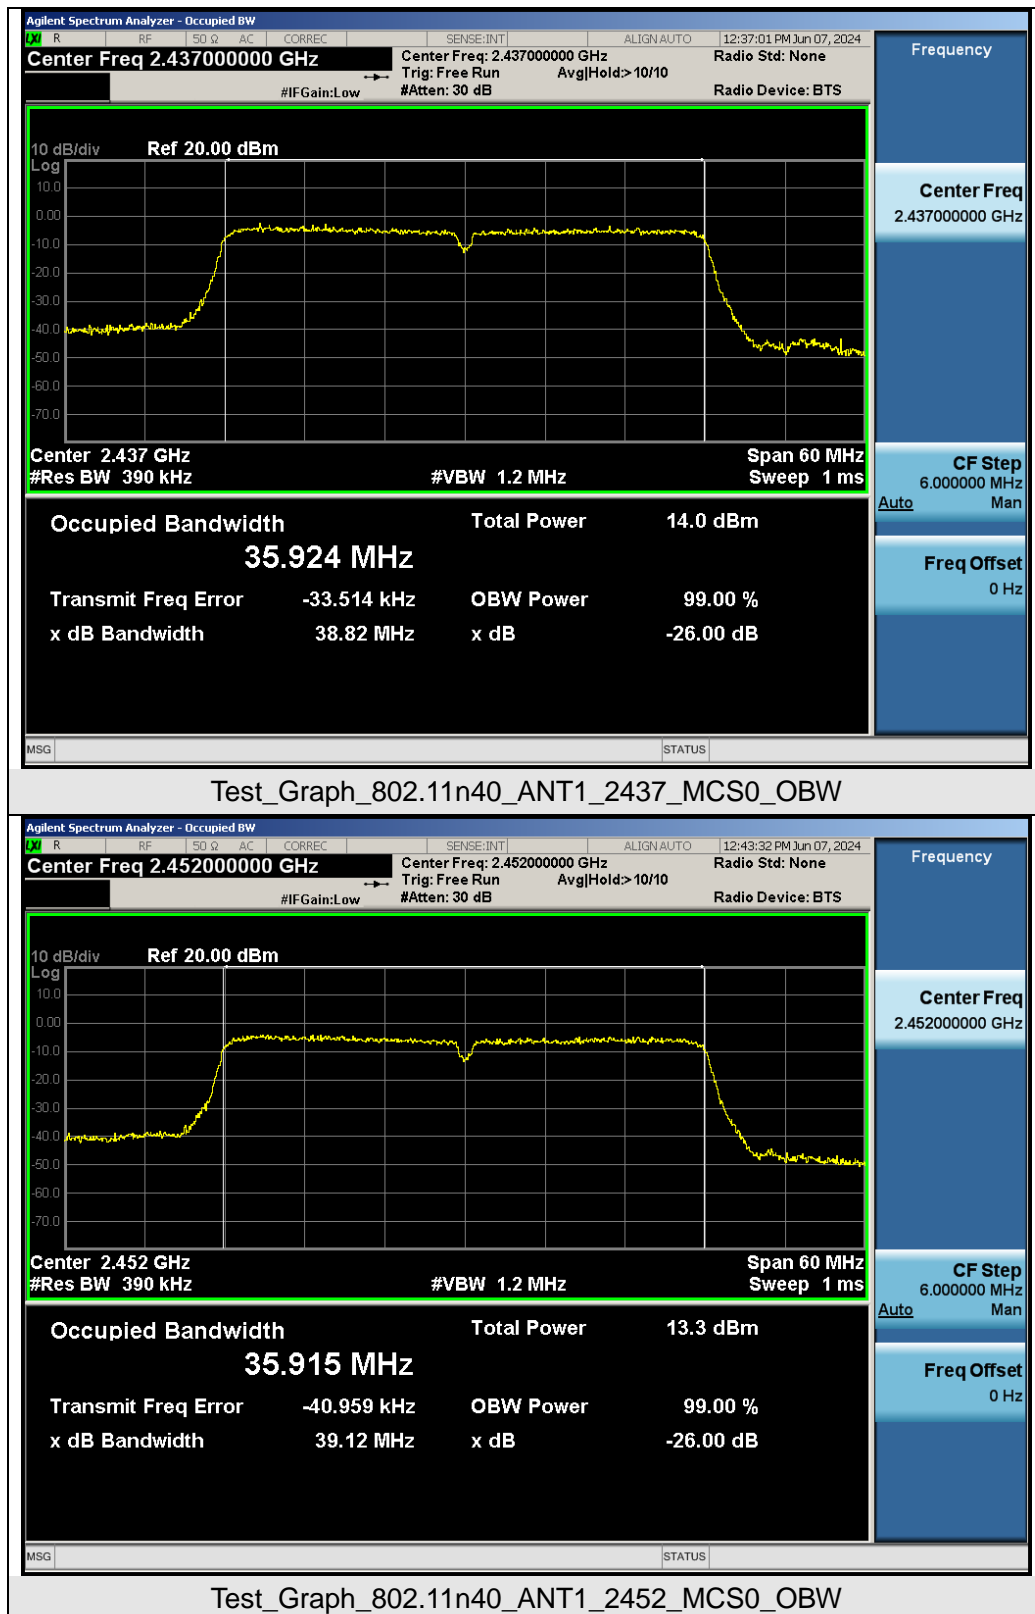 Agilent Spectrum Analyzer - Occupied BW
LXI R RF 50 Ω AC CORREC SENSE:INT ALIGN AUTO 12:37:01 PM Jun 07, 2024
Center Freq 2.437000000 GHz
Center Freq: 2.437000000 GHz
Radio Std: None
Trig: Free Run Avg|Hold:>10/10
#IFGain:Low
#Atten: 30 dB
Radio Device: BTS
Frequency
10 dB/div Ref 20.00 dBm
Log
10.0
0.00
-10.0
-20.0
-30.0
-40.0
-50.0
-60.0
-70.0
Center 2.437 GHz Span 60 MHz
#Res BW 390 kHz #VBW 1.2 MHz Sweep 1 ms
Center Freq
2.437000000 GHz
CF Step
6.000000 MHz
Auto Man
Freq Offset
0 Hz
Occupied Bandwidth Total Power 14.0 dBm
35.924 MHz
Transmit Freq Error -33.514 kHz OBW Power 99.00 %
x dB Bandwidth 38.82 MHz x dB -26.00 dB
MSG STATUS
Test_Graph_802.11n40_ANT1_2437_MCS0_OBW
Agilent Spectrum Analyzer - Occupied BW
LXI R RF 50 Ω AC CORREC SENSE:INT ALIGN AUTO 12:43:32 PM Jun 07, 2024
Center Freq 2.452000000 GHz
Center Freq: 2.452000000 GHz
Radio Std: None
Trig: Free Run Avg|Hold:>10/10
#IFGain:Low
#Atten: 30 dB
Radio Device: BTS
Frequency
10 dB/div Ref 20.00 dBm
Log
10.0
0.00
-10.0
-20.0
-30.0
-40.0
-50.0
-60.0
-70.0
Center 2.452 GHz Span 60 MHz
#Res BW 390 kHz #VBW 1.2 MHz Sweep 1 ms
Center Freq
2.452000000 GHz
CF Step
6.000000 MHz
Auto Man
Freq Offset
0 Hz
Occupied Bandwidth Total Power 13.3 dBm
35.915 MHz
Transmit Freq Error -40.959 kHz OBW Power 99.00 %
x dB Bandwidth 39.12 MHz x dB -26.00 dB
MSG STATUS
Test_Graph_802.11n40_ANT1_2452_MCS0_OBW